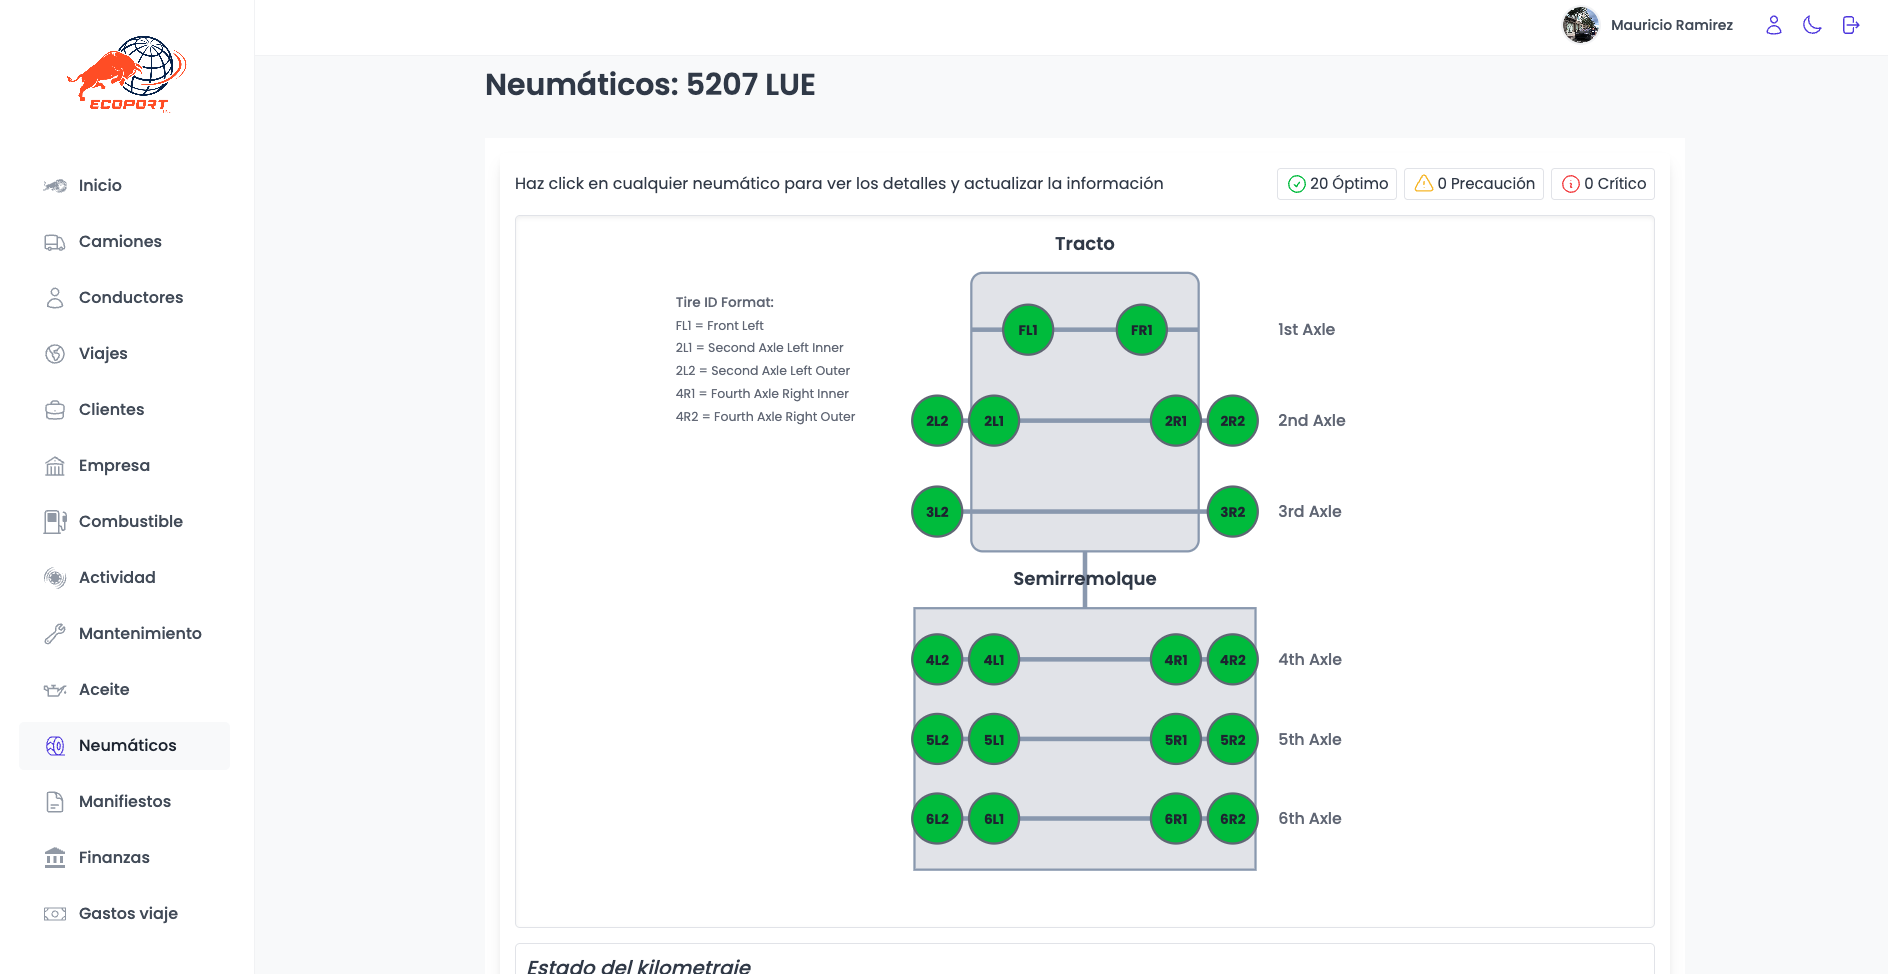 Mauricio Ramirez
ECOPORT
Inicio
Camiones
Conductores
Viajes
Clientes
Empresa
Combustible
Actividad
Mantenimiento
Aceite
Neumáticos
Manifiestos
Finanzas
Gastos viaje
Neumáticos: 5207 LUE
Haz click en cualquier neumático para ver los detalles y actualizar la información
20 Óptimo
0 Precaución
0 Crítico
Tracto
Tire ID Format:
FL1 = Front Left
2L1 = Second Axle Left Inner
2L2 = Second Axle Left Outer
4R1 = Fourth Axle Right Inner
4R2 = Fourth Axle Right Outer
FL1 FR1 1st Axle
2L2 2L1 2R1 2R2 2nd Axle
3L2 3R2 3rd Axle
Semirremolque
4L2 4L1 4R1 4R2 4th Axle
5L2 5L1 5R1 5R2 5th Axle
6L2 6L1 6R1 6R2 6th Axle
Estado del kilometraje